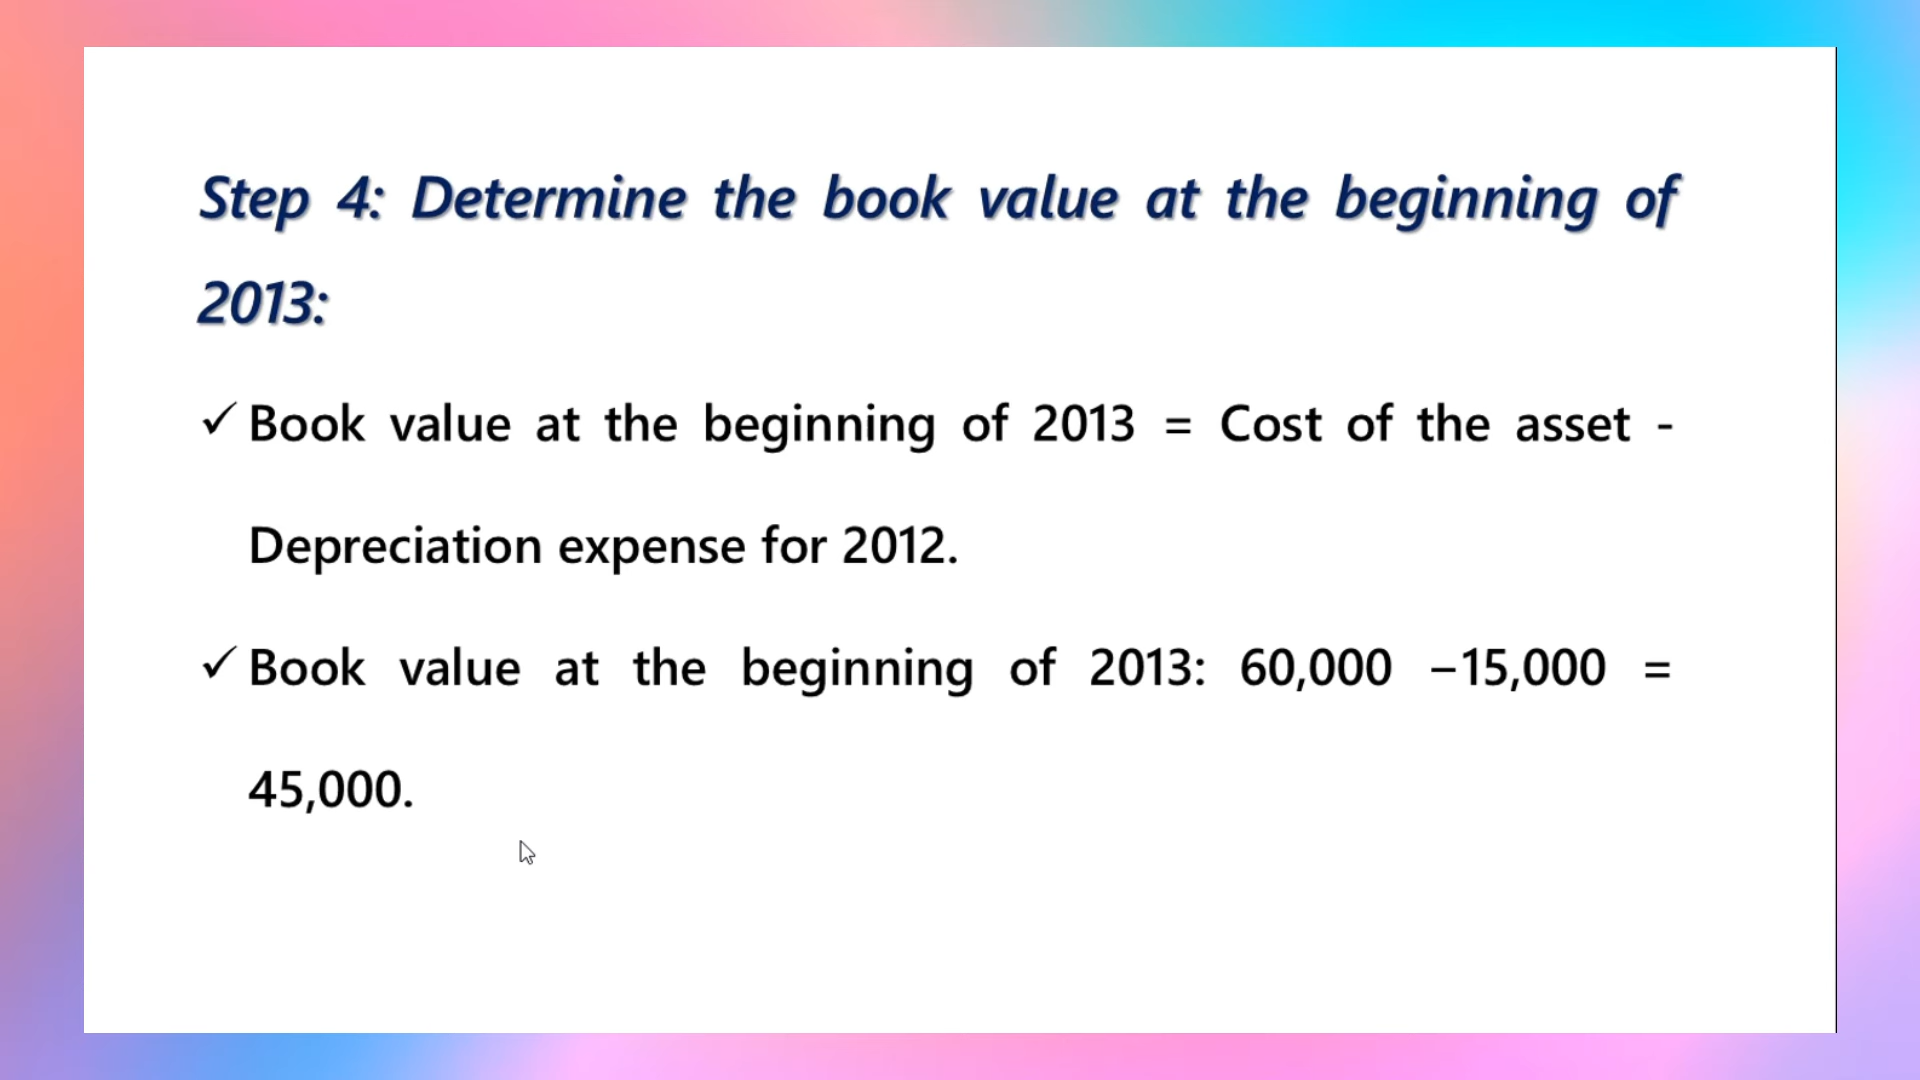 Step 4: Determine the book value at the beginning of
2013:
✓ Book value at the beginning of 2013 = Cost of the asset -
Depreciation expense for 2012.
✓ Book value at the beginning of 2013: 60,000 –15,000 =
45,000.